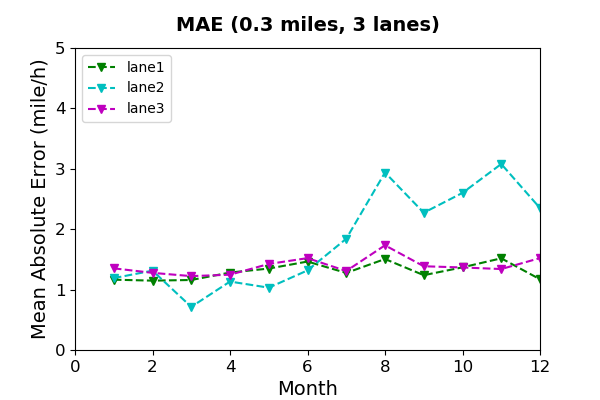 MAE (0.3 miles, 3 lanes)
Mean Absolute Error (mile/h)
5
4
3
2
1
0
lane1
lane2
lane3
0 2 4 6 8 10 12
Month